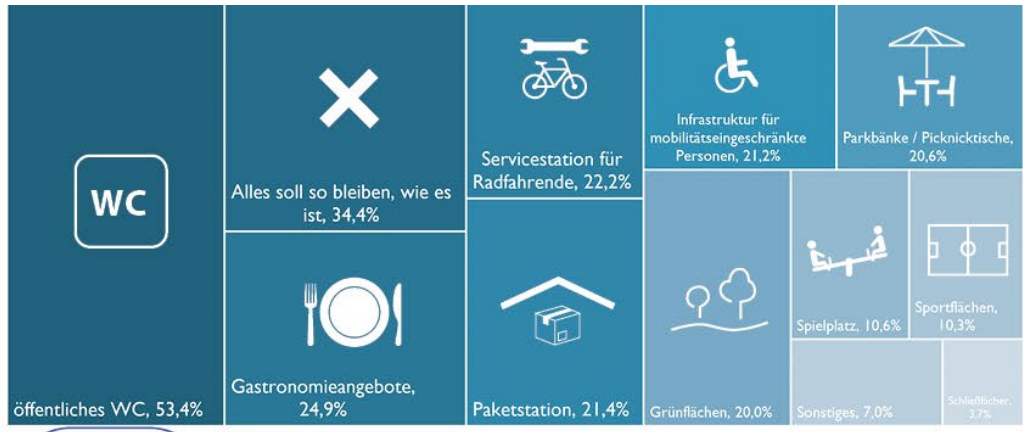 WC
öffentliches WC, 53,4%
Alles soll so bleiben, wie es
ist, 34,4%
Gastronomieangebote,
24,9%
Servicestation für
Radfahrende, 22,2%
Paketstation, 21,4%
Infrastruktur für
mobilitätseingeschränkte
Personen, 21,2%
Parkbänke / Picknicktische,
20,6%
Grünflächen, 20,0%
Spielplatz, 10,6%
Sportflächen,
10,3%
Sonstiges, 7,0%
Schließfächer,